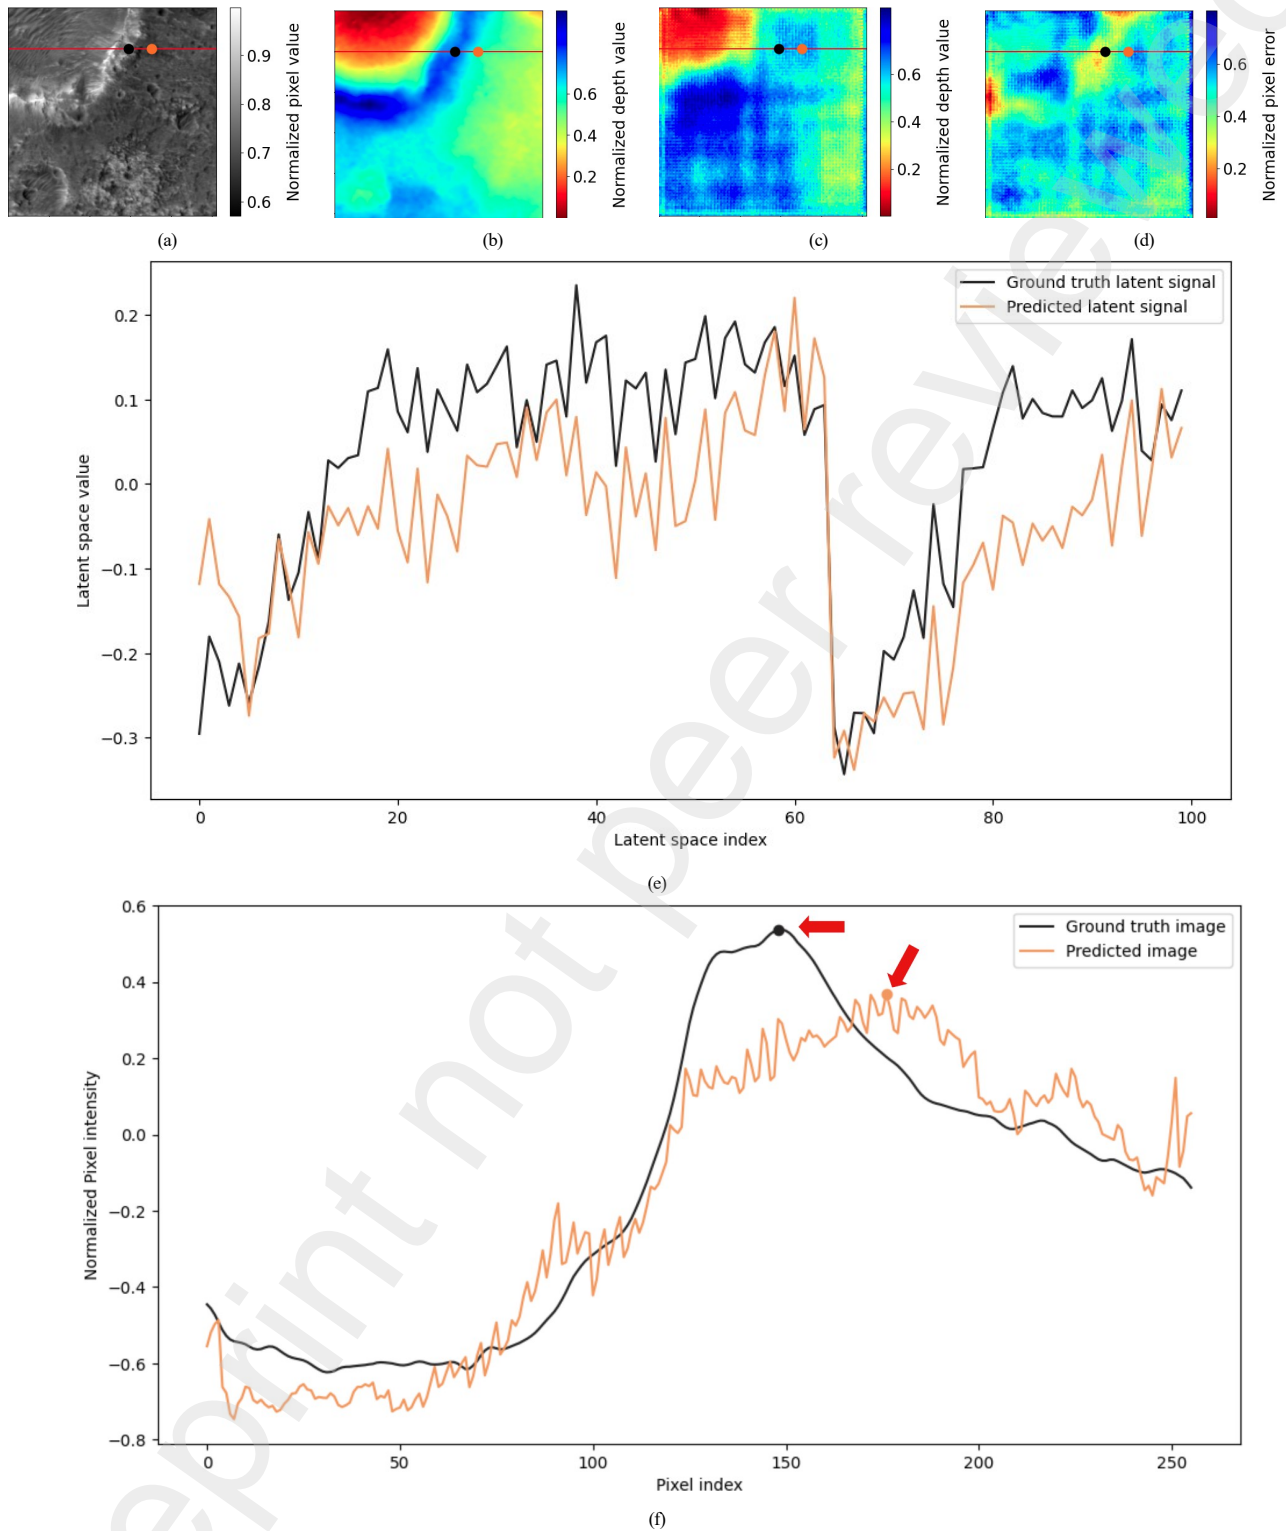 0.9
0.8
0.7
0.6
Normalized pixel value
0.6
0.4
0.2
Normalized depth value
0.6
0.4
0.2
Normalized depth value
0.6
0.4
0.2
Normalized pixel error
(a)
(b)
(c)
(d)
Ground truth latent signal
Predicted latent signal
0.2
0.1
0.0
−0.1
−0.2
−0.3
Latent space value
0
20
40
60
80
100
Latent space index
(e)
Ground truth image
Predicted image
0.6
0.4
0.2
0.0
−0.2
−0.4
−0.6
−0.8
Normalized Pixel intensity
0
50
100
150
200
250
Pixel index
(f)
eprint not peer reviewed